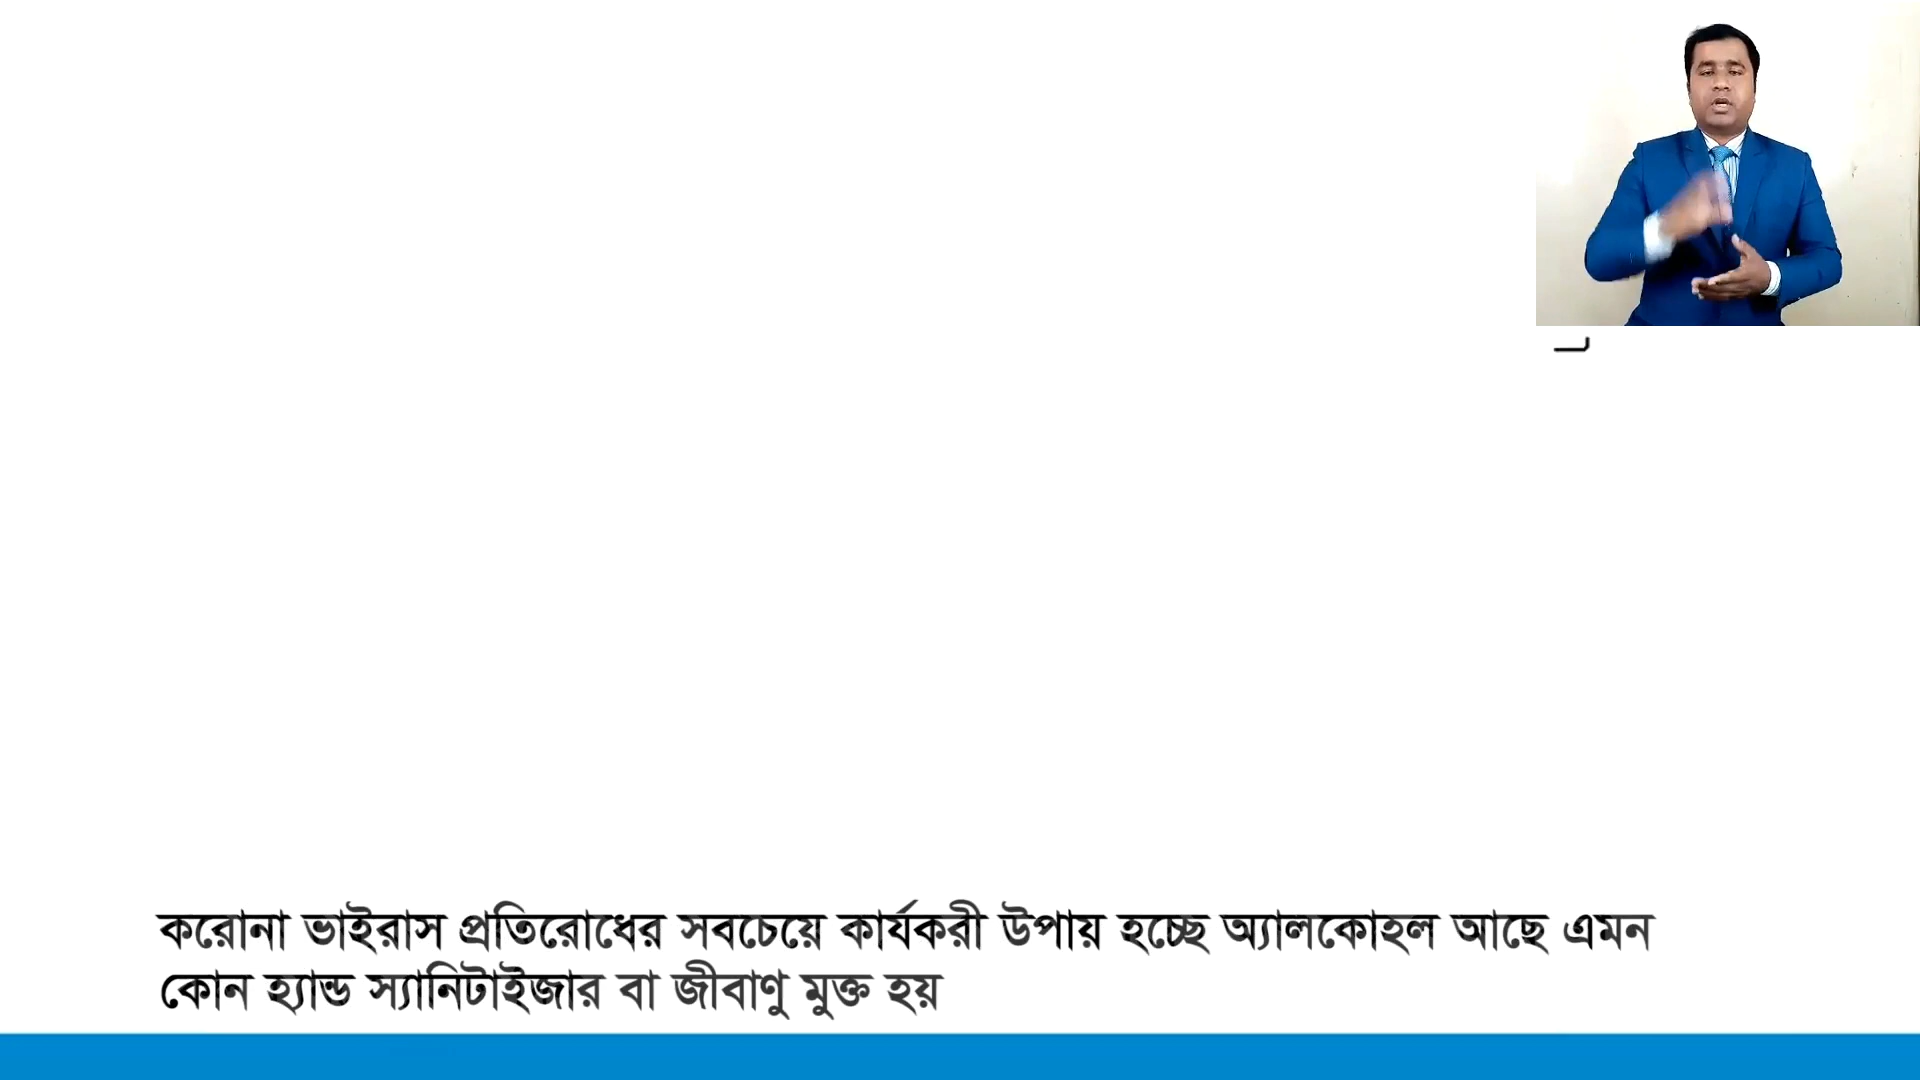 করোনা ভাইরাস প্রতিরোধের সবচেয়ে কার্যকরী উপায় হচ্ছে অ্যালকোহল আছে এমন
কোন হ্যান্ড স্যানিটাইজার বা জীবাণু মুক্ত হয়